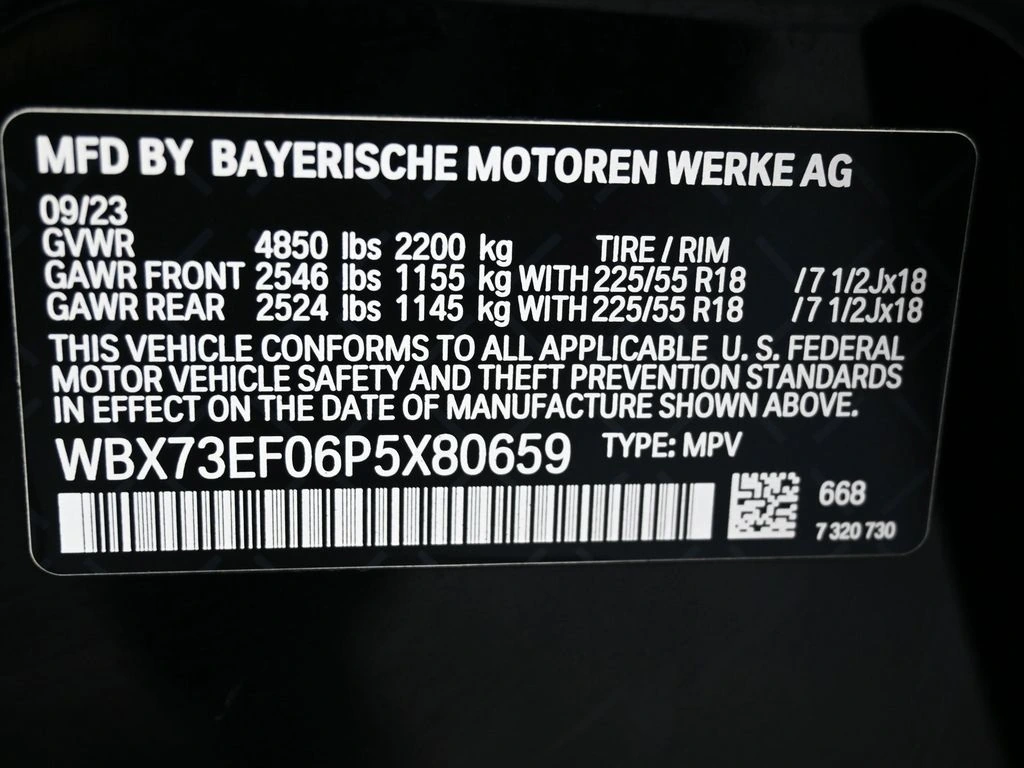 MFD BY BAYERISCHE MOTOREN WERKE AG
09/23
GVWR 4850 lbs 2200 kg TIRE / RIM
GAWR FRONT 2546 lbs 1155 kg WITH 225/55 R18 /7 1/2Jx18
GAWR REAR 2524 lbs 1145 kg WITH 225/55 R18 /7 1/2Jx18
THIS VEHICLE CONFORMS TO ALL APPLICABLE U. S. FEDERAL
MOTOR VEHICLE SAFETY AND THEFT PREVENTION STANDARDS
IN EFFECT ON THE DATE OF MANUFACTURE SHOWN ABOVE.
WBX73EF06P5X80659 TYPE: MPV
668
7 320 730